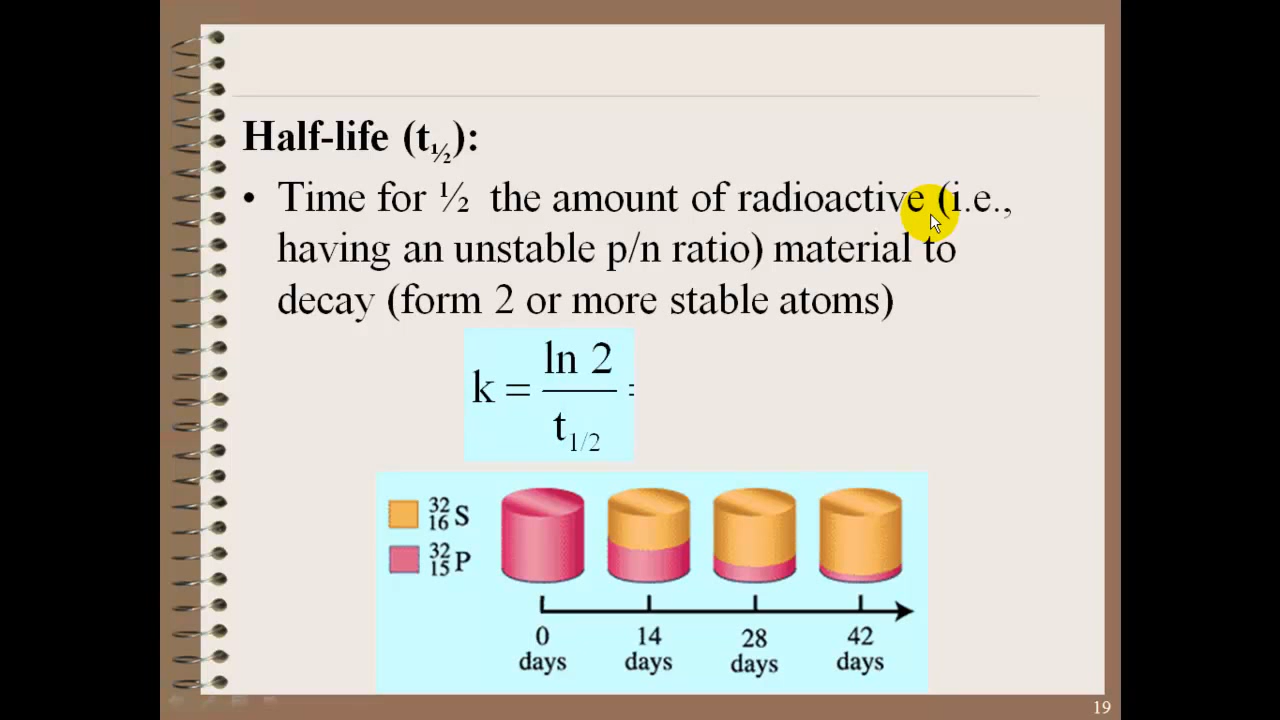 Half-life (t½):
• Time for ½ the amount of radioactive (i.e.,
having an unstable p/n ratio) material to
decay (form 2 or more stable atoms)
k = ln 2 / t1/2 =
32 16 S
32 15 P
0 days
14 days
28 days
42 days
19